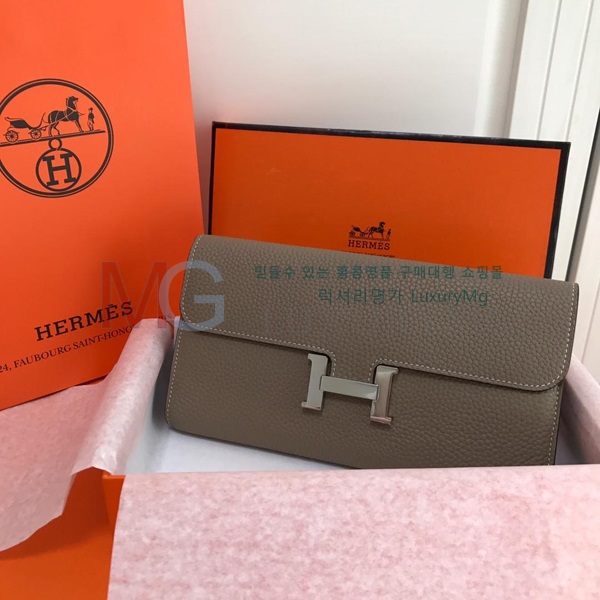 HERMÈS
24, FAUBOURG SAINT-HONO
HERMÈS
MG
믿을수 있는 홍콩명품 구매대행 쇼핑몰
럭셔리명가 LuxuryMg